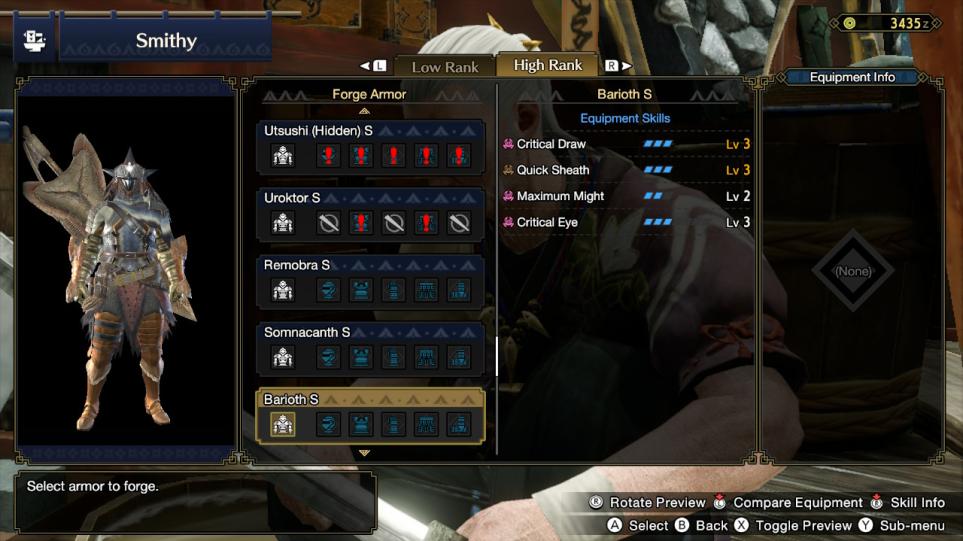 Smithy
3435z
L Low Rank High Rank R
Forge Armor
Utsushi (Hidden) S
Uroktor S
Remobra S
Somnacanth S
Barioth S
Barioth S
Equipment Skills
Critical Draw Lv 3
Quick Sheath Lv 3
Maximum Might Lv 2
Critical Eye Lv 3
Equipment Info
(None)
Select armor to forge.
R Rotate Preview Compare Equipment Skill Info
A Select B Back X Toggle Preview Y Sub-menu